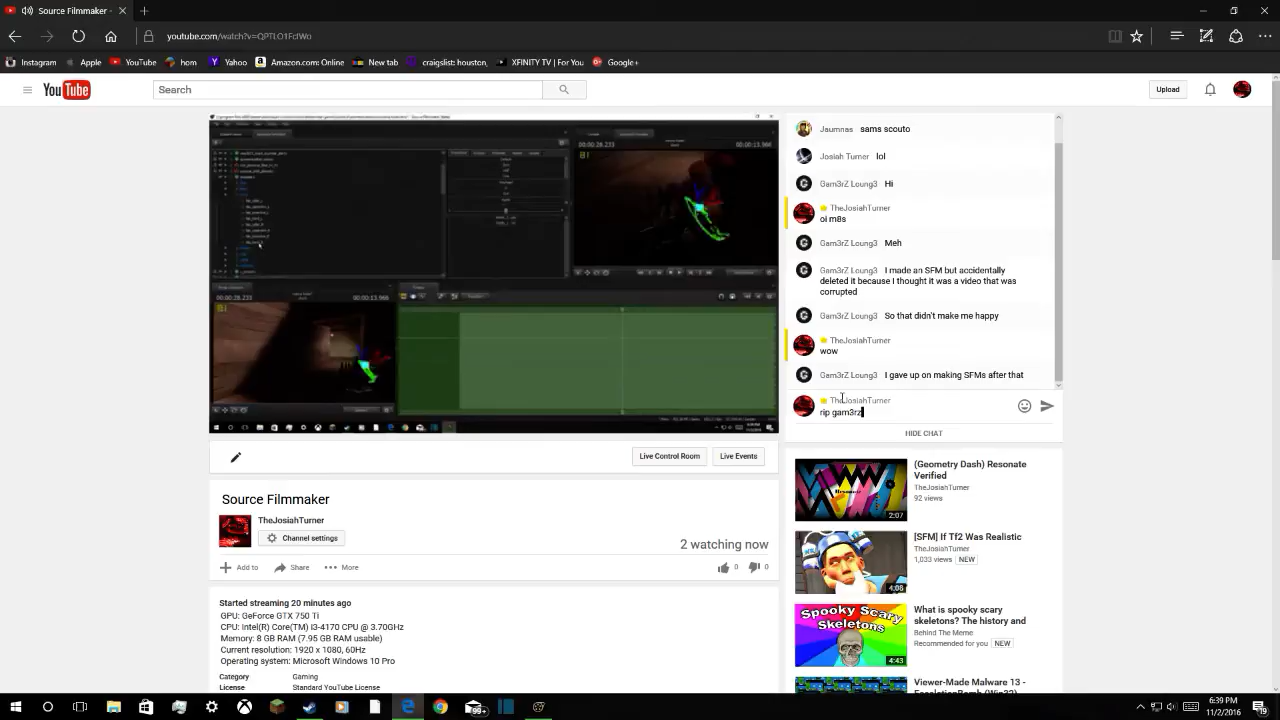 Source Filmmaker -
youtube.com/watch?v=QPTLO1FclWo
Instagram
Apple
YouTube
hom
Yahoo
Amazon.com: Online
New tab
craigslist: houston,
XFINITY TV | For You
Google+
YouTube
Search
Upload
Jaumnas sams scouto
Josiah Turner lol
Gam3rZ Loung3 Hi
TheJosiahTurner
oi m8s
Gam3rZ Loung3 Meh
Gam3rZ Loung3 I made an SFM but accidentally
deleted it because I thought it was a video that was
corrupted
Gam3rZ Loung3 So that didn't make me happy
TheJosiahTurner
wow
Gam3rZ Loung3 I gave up on making SFMs after that
TheJosiahTurner
rip gam3rz
HIDE CHAT
Live Control Room
Live Events
Source Filmmaker
TheJosiahTurner
Channel settings
2 watching now
Add to
Share
More
0
0
Started streaming 20 minutes ago
GPU: GeForce GTX 750 Ti
CPU: Intel(R) Core(TM) i3-4170 CPU @ 3.70GHz
Memory: 8 GB RAM (7.95 GB RAM usable)
Current resolution: 1920 x 1080, 60Hz
Operating system: Microsoft Windows 10 Pro
Category Gaming
License Standard YouTube License
(Geometry Dash) Resonate
Verified
TheJosiahTurner
92 views
2:07
[SFM] If Tf2 Was Realistic
TheJosiahTurner
1,033 views NEW
4:08
What is spooky scary
skeletons? The history and
Behind The Meme
Recommended for you NEW
Spooky Scary
Skeletons
4:43
Viewer-Made Malware 13 -
6:39 PM
11/2/2016